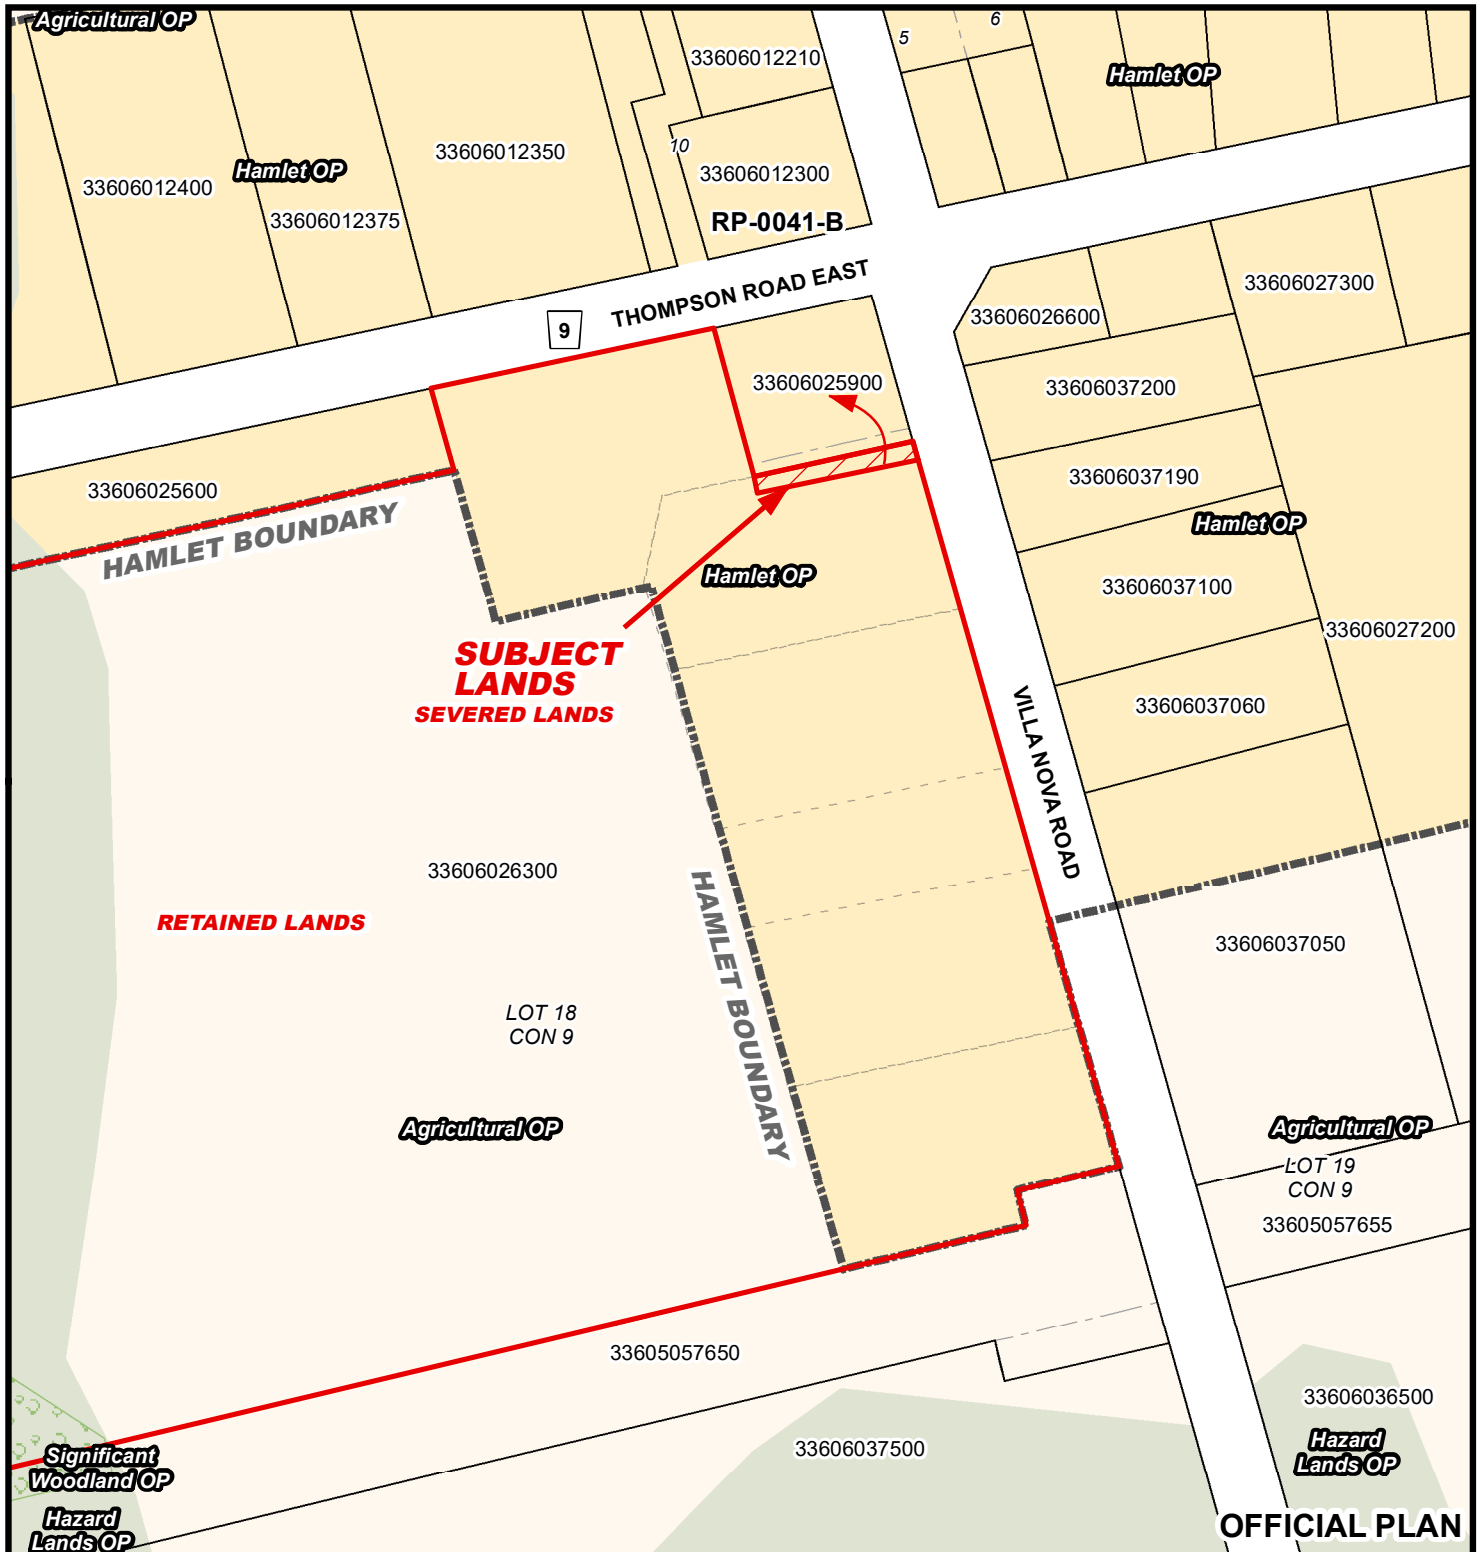 Agricultural OP
6
5
33606012210
Hamlet OP
10
33606012350
Hamlet OP
33606012400
33606012300
33606012375
RP-0041-B
THOMPSON ROAD EAST
9
33606027300
33606026600
33606025900
33606037200
33606025600
33606037190
HAMLET BOUNDARY
Hamlet OP
Hamlet OP
33606037100
33606027200
SUBJECT
LANDS
SEVERED LANDS
33606037060
VILLA NOVA ROAD
33606026300
RETAINED LANDS
HAMLET BOUNDARY
33606037050
LOT 18
CON 9
Agricultural OP
Agricultural OP
LOT 19
CON 9
33605057655
33605057650
33606036500
33606037500
Hazard
Lands OP
Significant
Woodland OP
Hazard
Lands OP
OFFICIAL PLAN